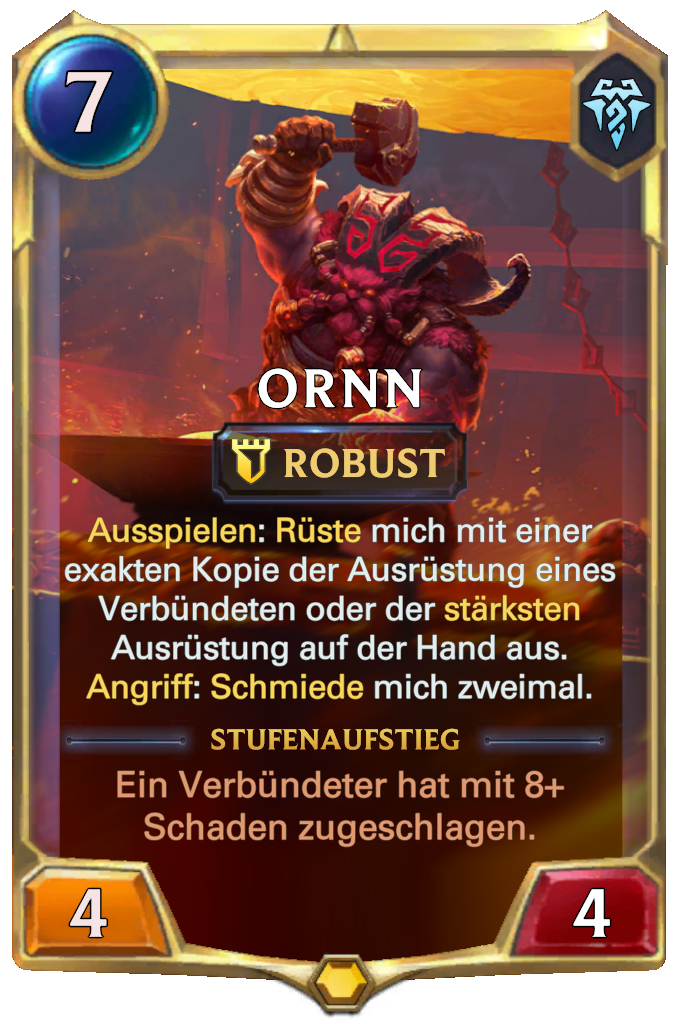 7
ORNN
ROBUST
Ausspielen: Rüste mich mit einer
exakten Kopie der Ausrüstung eines
Verbündeten oder der stärksten
Ausrüstung auf der Hand aus.
Angriff: Schmiede mich zweimal.
STUFENAUFSTIEG
Ein Verbündeter hat mit 8+
Schaden zugeschlagen.
4
4